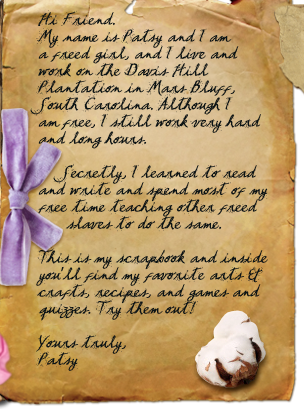 Hi Friend.
My name is Patsy and I am
a freed girl, and I live and
work on the Davis Hill
Plantation in Mars Bluff,
South Carolina. Although I
am free, I still work very hard
and long hours.
Secretly, I learned to read
and write and spend most of my
free time teaching other freed
slaves to do the same.
This is my scrapbook and inside
you'll find my favorite arts &
crafts, recipes, and games and
quizzes. Try them out!
Yours truly,
Patsy